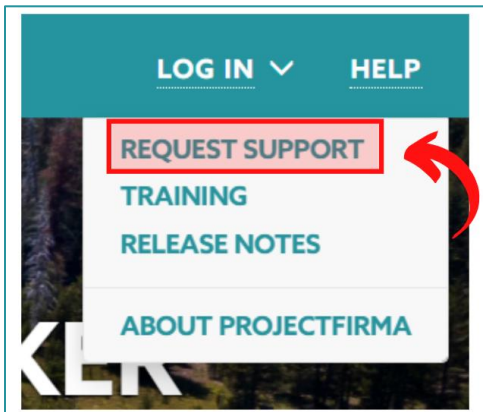 LOG IN HELP
REQUEST SUPPORT
TRAINING
RELEASE NOTES
ABOUT PROJECTFIRMA
KER